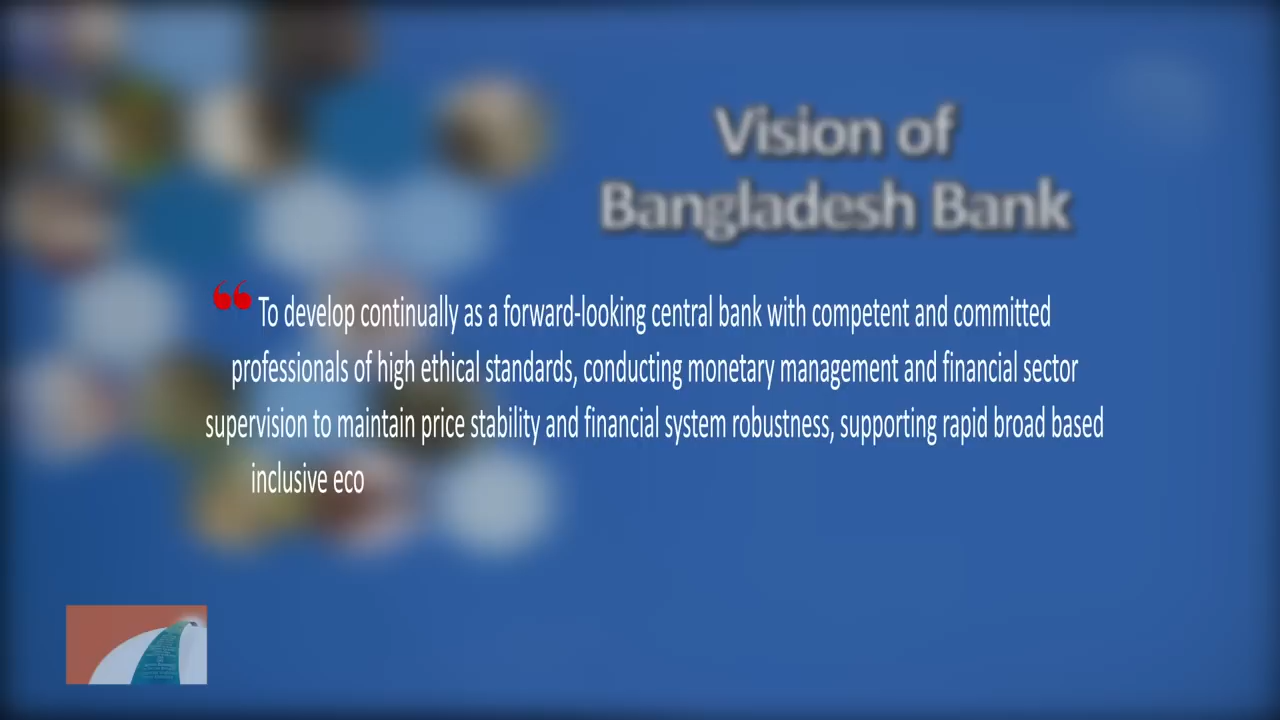 Vision of
Bangladesh Bank
❝ To develop continually as a forward-looking central bank with competent and committed
professionals of high ethical standards, conducting monetary management and financial sector
supervision to maintain price stability and financial system robustness, supporting rapid broad based
inclusive eco